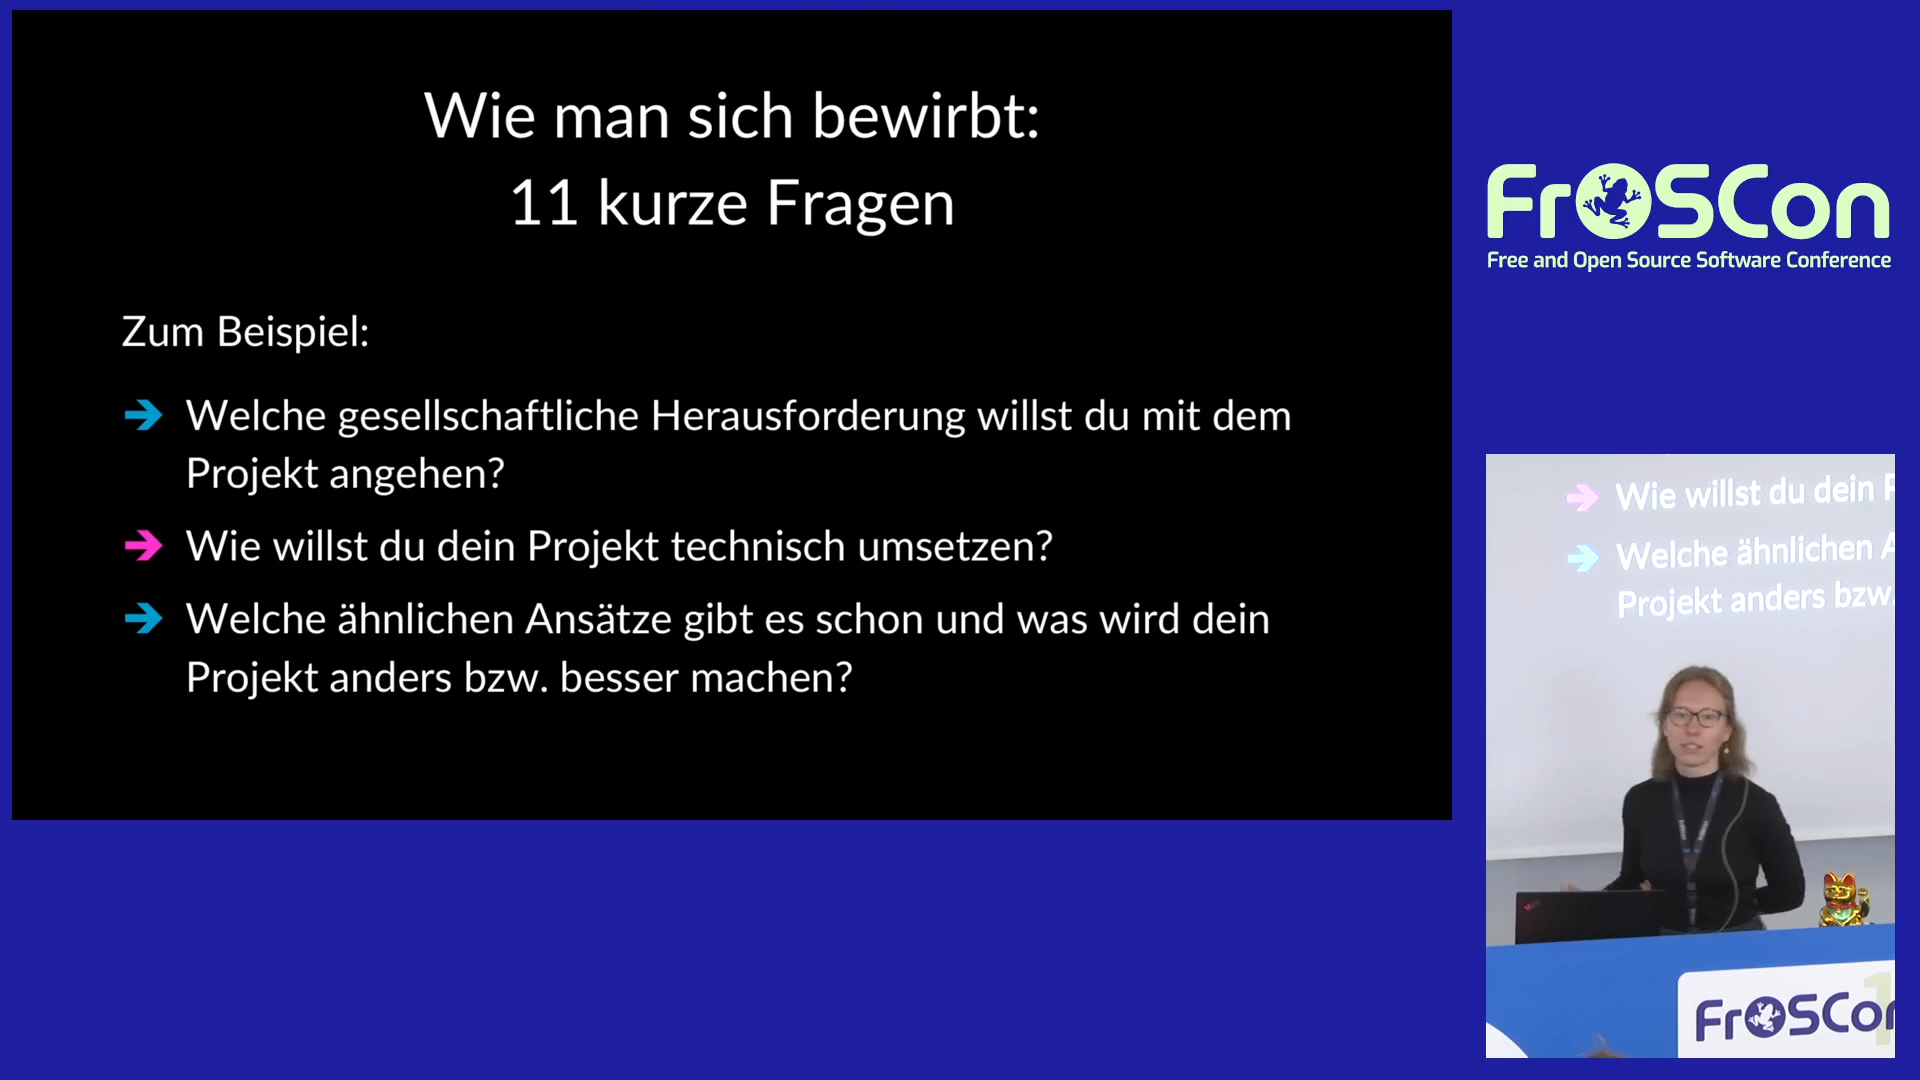 Wie man sich bewirbt:
11 kurze Fragen
Zum Beispiel:
Welche gesellschaftliche Herausforderung willst du mit dem
Projekt angehen?
Wie willst du dein Projekt technisch umsetzen?
Welche ähnlichen Ansätze gibt es schon und was wird dein
Projekt anders bzw. besser machen?
FrOSCon
Free and Open Source Software Conference
Wie willst du dein
Welche ähnlichen
Projekt anders bzw.
FrOSCon